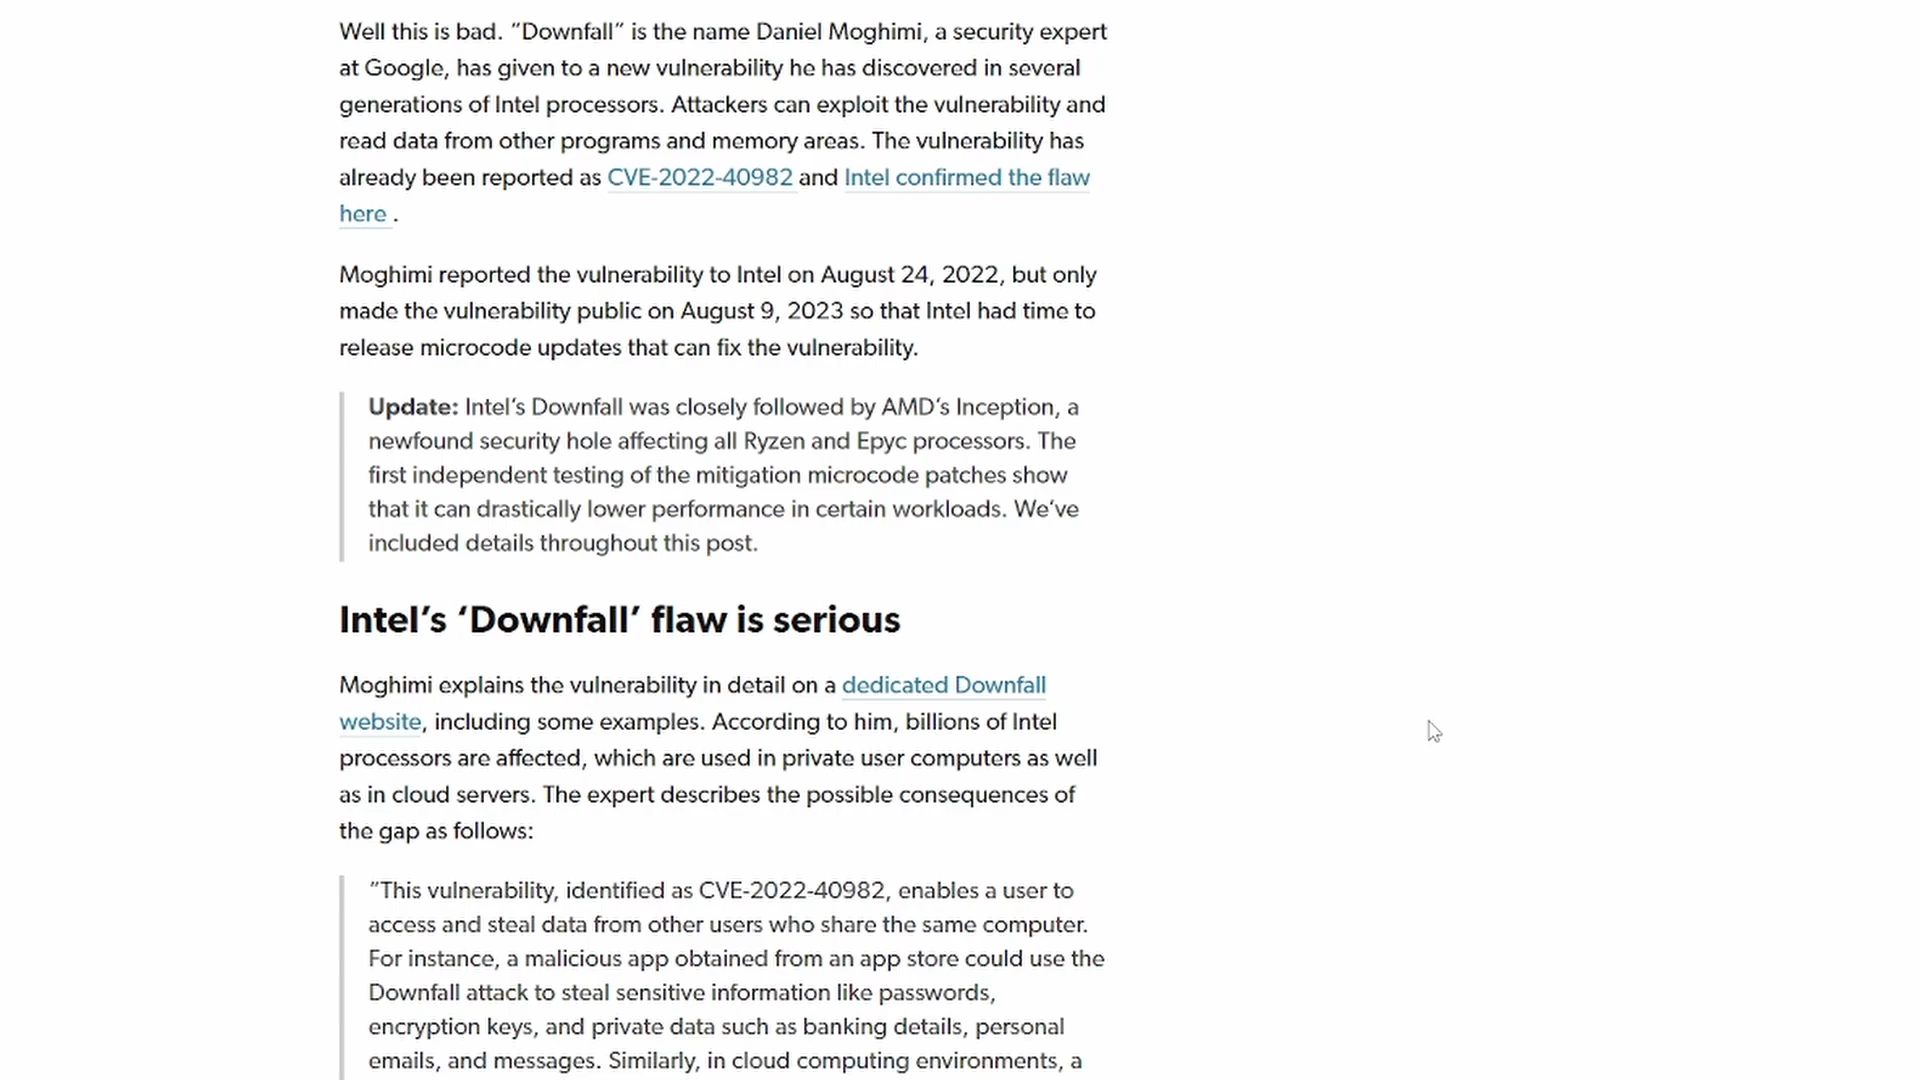 Well this is bad. “Downfall” is the name Daniel Moghimi, a security expert
at Google, has given to a new vulnerability he has discovered in several
generations of Intel processors. Attackers can exploit the vulnerability and
read data from other programs and memory areas. The vulnerability has
already been reported as CVE-2022-40982 and Intel confirmed the flaw
here .
Moghimi reported the vulnerability to Intel on August 24, 2022, but only
made the vulnerability public on August 9, 2023 so that Intel had time to
release microcode updates that can fix the vulnerability.
Update: Intel’s Downfall was closely followed by AMD’s Inception, a
newfound security hole affecting all Ryzen and Epyc processors. The
first independent testing of the mitigation microcode patches show
that it can drastically lower performance in certain workloads. We’ve
included details throughout this post.
Intel’s ‘Downfall’ flaw is serious
Moghimi explains the vulnerability in detail on a dedicated Downfall
website, including some examples. According to him, billions of Intel
processors are affected, which are used in private user computers as well
as in cloud servers. The expert describes the possible consequences of
the gap as follows:
“This vulnerability, identified as CVE-2022-40982, enables a user to
access and steal data from other users who share the same computer.
For instance, a malicious app obtained from an app store could use the
Downfall attack to steal sensitive information like passwords,
encryption keys, and private data such as banking details, personal
emails, and messages. Similarly, in cloud computing environments, a